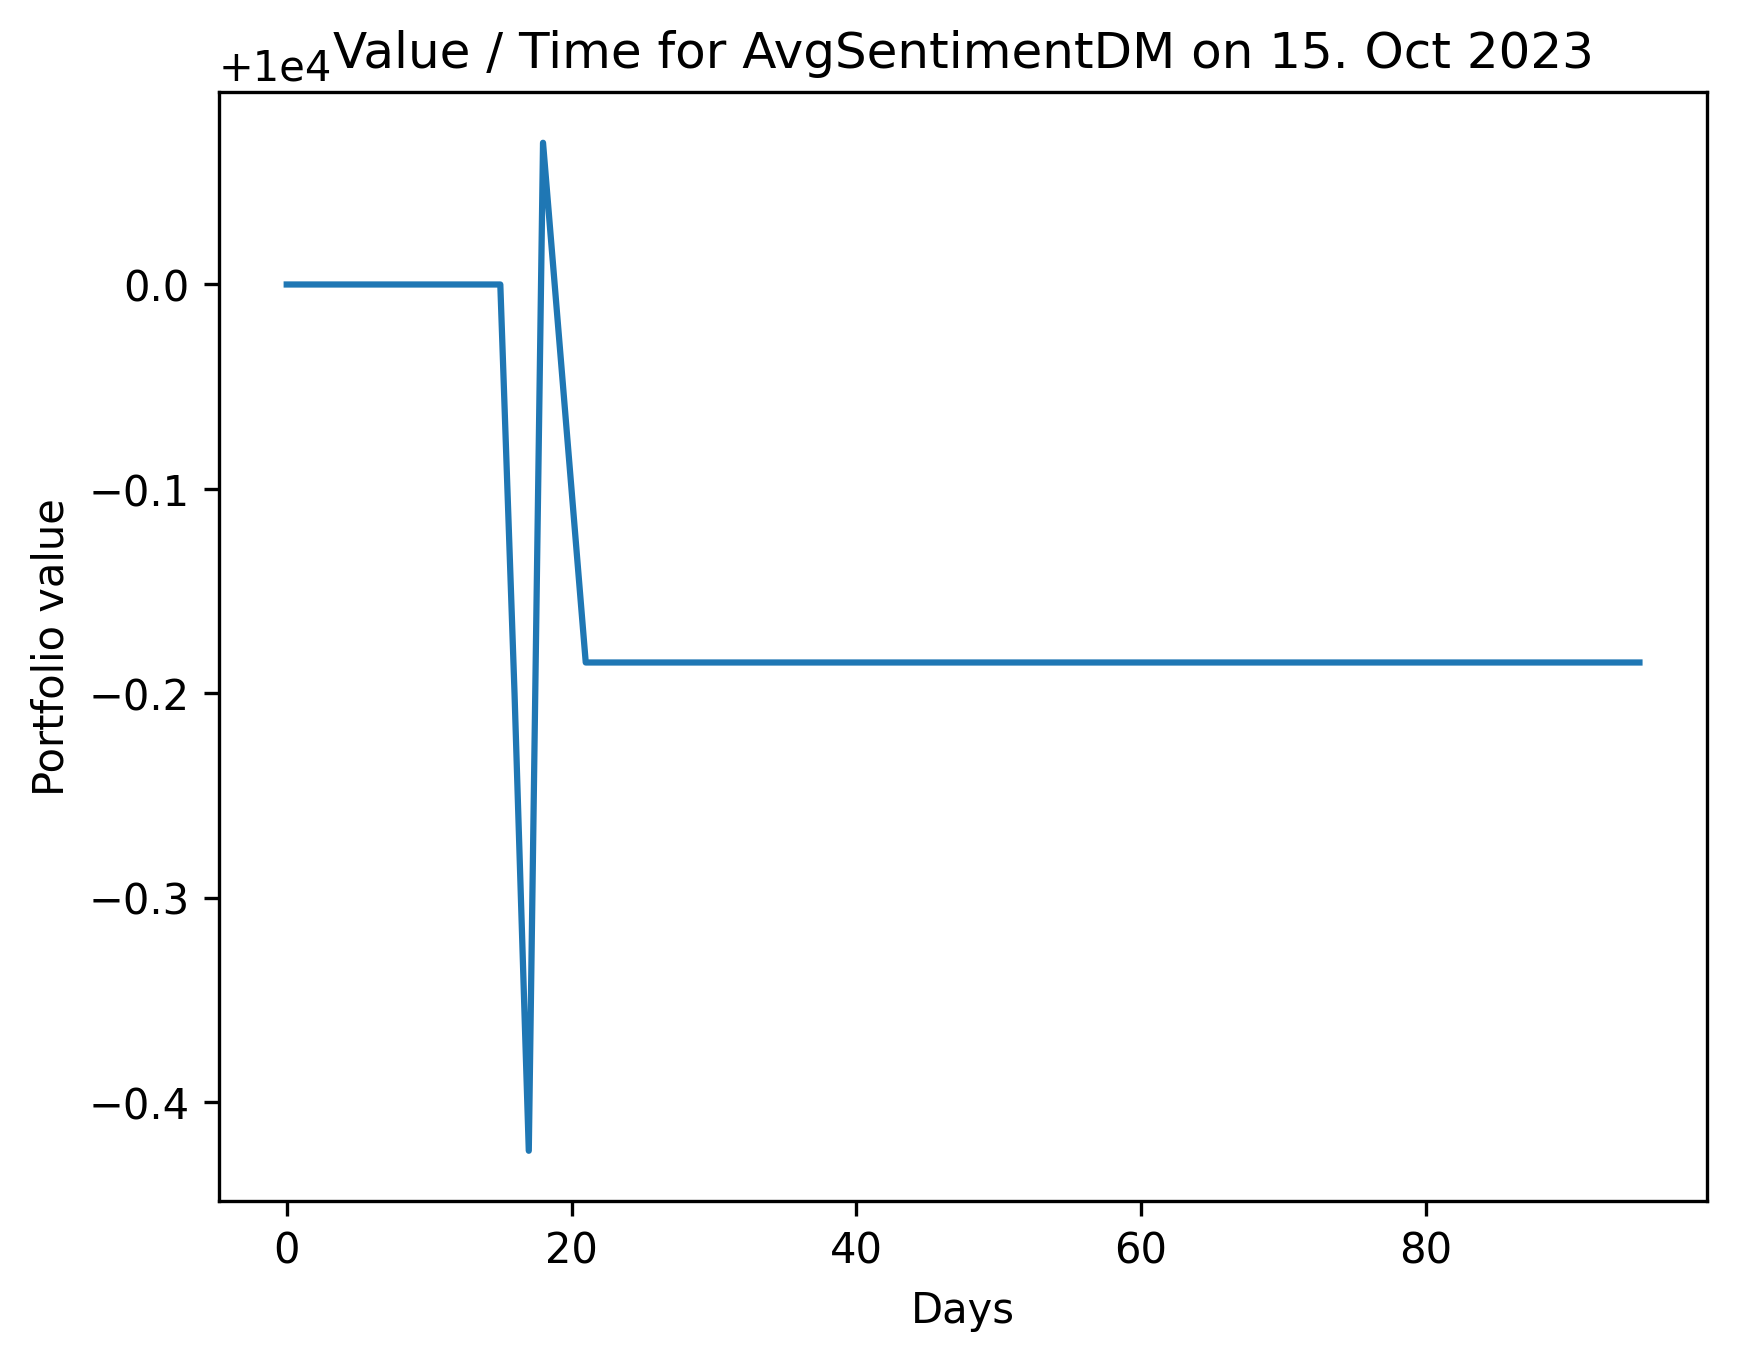 Value / Time for AvgSentimentDM on 15. Oct 2023
+1e4
0.0
−0.1
−0.2
−0.3
−0.4
Portfolio value
0 20 40 60 80
Days